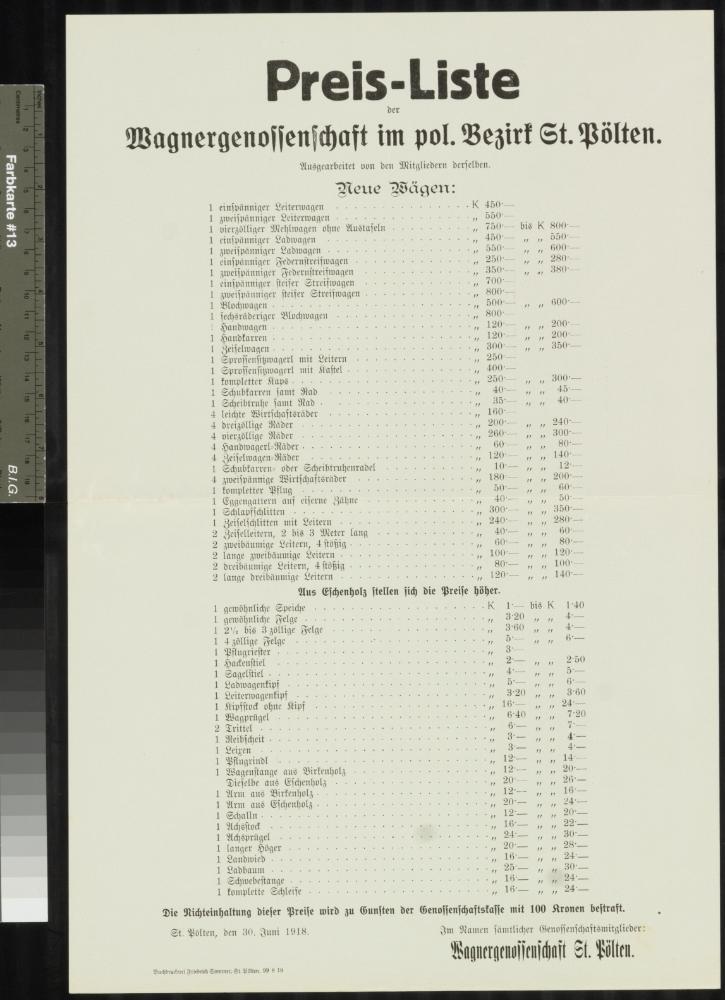 Preis-Liste
der
Wagnergenossenschaft im pol. Bezirk St. Pölten.
Ausgearbeitet von den Mitgliedern derselben.
Neue Wägen:
1 einspänniger Leiterwagen K 450·—
1 zweispänniger Leiterwagen „ 550·—
1 vierzölliger Mehlwagen ohne Austafeln „ 750·— bis K 800·—
1 einspänniger Ladwagen „ 450·— „ „ 550·—
1 zweispänniger Ladwagen „ 550·— „ „ 600·—
1 einspänniger Federnstreifwagen „ 250·— „ „ 280·—
1 zweispänniger Federnstreifwagen „ 350·— „ „ 380·—
1 einspänniger steifer Streifwagen „ 700·—
1 zweispänniger steifer Streifwagen „ 800·—
1 Blochwagen „ 500·— „ „ 600·—
1 sechsräderiger Blochwagen „ 800·—
1 Handwagen „ 120·— „ „ 200·—
1 Handkarren „ 120·— „ „ 200·—
1 Zeiselwagen „ 300·— „ „ 350·—
1 Sprossensitzwagerl mit Leitern „ 250·—
1 Sprossensitzwagerl mit Kastel „ 400·—
1 kompletter Kaps „ 250·— „ „ 300·—
1 Schubkarren samt Rad „ 40·— „ „ 45·—
1 Scheibtruhe samt Rad „ 35·— „ „ 40·—
4 leichte Wirtschaftsräder „ 160·—
4 dreizöllige Räder „ 200·— „ „ 240·—
4 vierzöllige Räder „ 260·— „ „ 300·—
4 Handwagerl-Räder „ 60·— „ „ 80·—
4 Zeiselwagen-Räder „ 120·— „ „ 140·—
1 Schubkarren- oder Scheibtruhenradel „ 10·— „ „ 12·—
4 zweispännige Wirtschaftsräder „ 180·— „ „ 200·—
1 kompletter Pflug „ 50·— „ „ 60·—
1 Eggengattern auf eiserne Zähne „ 40·— „ „ 50·—
1 Schlapfschlitten „ 300·— „ „ 350·—
1 Zeiselschlitten mit Leitern „ 240·— „ „ 280·—
2 Zeiselleitern, 2 bis 3 Meter lang „ 40·— „ „ 60·—
2 zweibäumige Leitern, 4 stößig „ 60·— „ „ 80·—
2 lange zweibäumige Leitern „ 100·— „ „ 120·—
2 dreibäumige Leitern, 4 stößig „ 80·— „ „ 100·—
2 lange dreibäumige Leitern „ 120·— „ „ 140·—
Aus Eschenholz stellen sich die Preise höher.
1 gewöhnliche Speiche K 1·— bis K 1·40
1 gewöhnliche Felge „ 3·20 „ „ 4·—
1 2½ bis 3 zöllige Felge „ 3·60 „ „ 4·—
1 4 zöllige Felge „ 5·— „ „ 6·—
1 Pflugriester „ 3·—
1 Hackenstiel „ 2·— „ „ 2·50
1 Sagelstiel „ 4·— „ „ 5·—
1 Ladwagenkipf „ 5·— „ „ 6·—
1 Leiterwagenkipf „ 3·20 „ „ 3·60
1 Kipfstock ohne Kipf „ 16·— „ „ 24·—
1 Wagprügel „ 6·40 „ „ 7·20
2 Trittel „ 6·— „ „ 7·—
1 Reibscheit „ 3·— „ „ 4·—
1 Leixen „ 3·— „ „ 4·—
1 Pflugrindl „ 12·— „ „ 14·—
1 Wagenstange aus Birkenholz „ 12·— „ „ 20·—
Dieselbe aus Eschenholz „ 20·— „ „ 26·—
1 Arm aus Birkenholz „ 12·— „ „ 16·—
1 Arm aus Eschenholz „ 20·— „ „ 24·—
1 Schalln „ 12·— „ „ 20·—
1 Achsstock „ 16·— „ „ 22·—
1 Achsprügel „ 24·— „ „ 30·—
1 langer Höger „ 20·— „ „ 28·—
1 Landwied „ 16·— „ „ 24·—
1 Ladbaum „ 25·— „ „ 30·—
1 Schwebestange „ 16·— „ „ 24·—
1 komplette Schleife „ 16·— „ „ 24·—
Die Nichteinhaltung dieser Preise wird zu Gunsten der Genossenschaftskasse mit 100 Kronen bestraft.
St. Pölten, den 30. Juni 1918.
Im Namen sämtlicher Genossenschaftsmitglieder:
Wagnergenossenschaft St. Pölten.
Buchdruckerei Friedrich Sommer, St. Pölten. 99 8 18
Farbkarte #13
B.I.G.
Centimetres
Inches